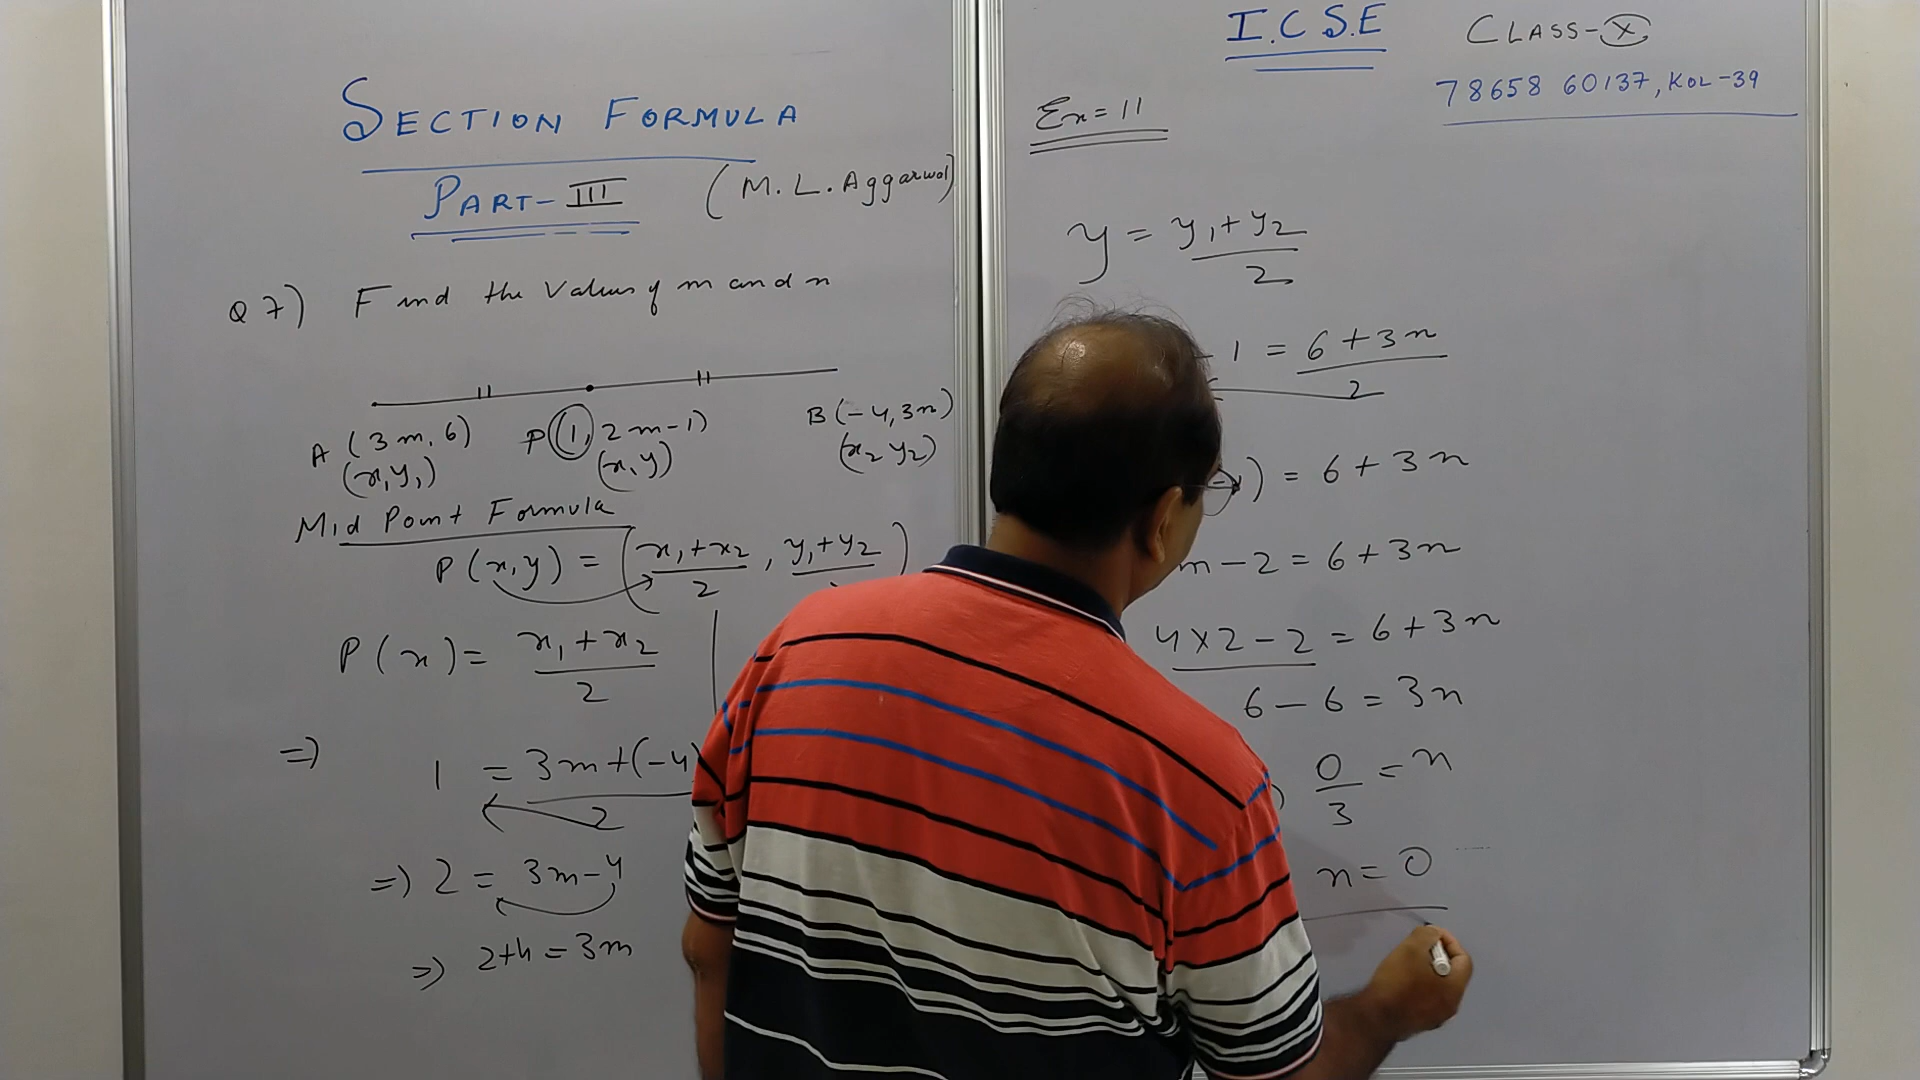 SECTION FORMULA
PART-III (M.L.Aggarwal)
Q 7) Find the Values of m and n
A (3m, 6) P(1, 2m-1) B(-4, 3n)
(x, y₁) (x, y) (x₂ y₂)
Mid Point Formula
P(x, y) = (x₁+x₂/2, y₁+y₂
P(x) = x₁+x₂/2
=) 1 = 3m+(-4)/2
=) 2 = 3m-4
=) 2+4 = 3m
I.C.S.E CLASS-X
78658 60137, KOL-39
Ex = 11
y = y₁+y₂/2
-1 = 6+3n/2
) = 6+3n
m-2 = 6+3n
4×2-2 = 6+3n
6-6 = 3n
0/3 = n
n = 0